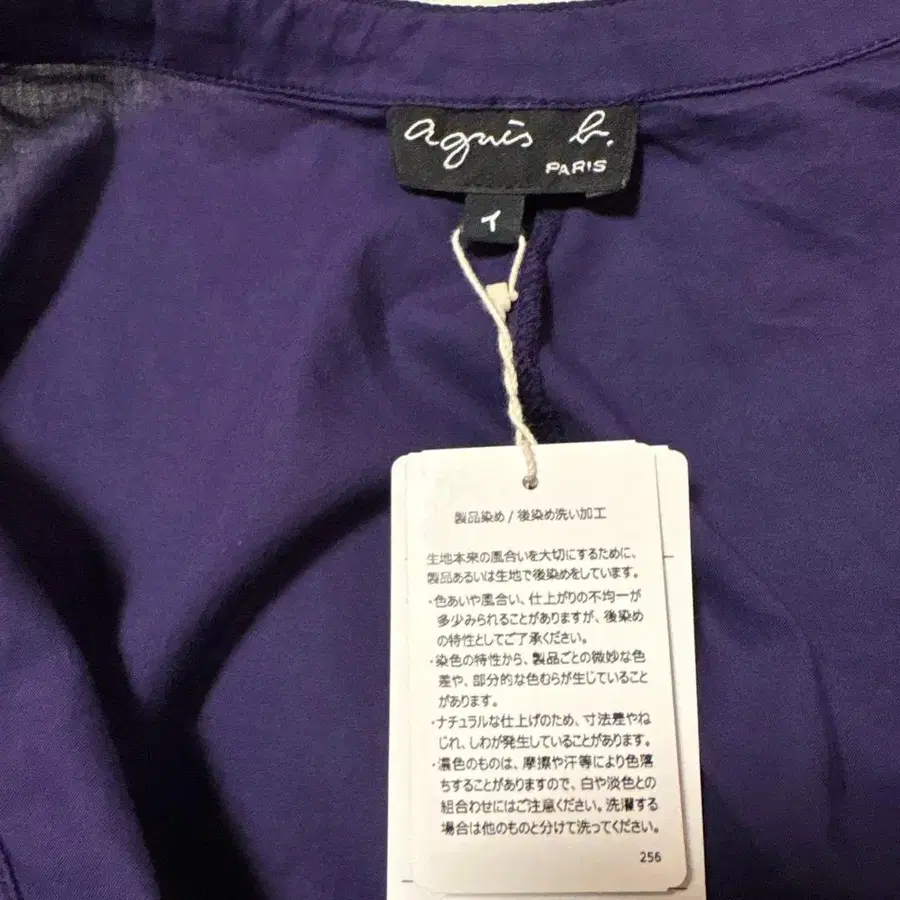 agnès b.
PARIS
1
製品染め / 後染め洗い加工
生地本来の風合いを大切にするために、
製品あるいは生地で後染めをしています。
・色あいや風合い、仕上がりの不均一が
多少みられることがありますが、後染め
の特性としてご了承ください。
・染色の特性から、製品ごとの微妙な色
差や、部分的な色むらが生じていること
があります。
・ナチュラルな仕上げのため、寸法差やね
じれ、しわが発生していることがあります。
・濃色のものは、摩擦や汗等により色落
ちすることがありますので、白や淡色との
組合わせにはご注意ください。洗濯する
場合は他のものと分けて洗ってください。
256